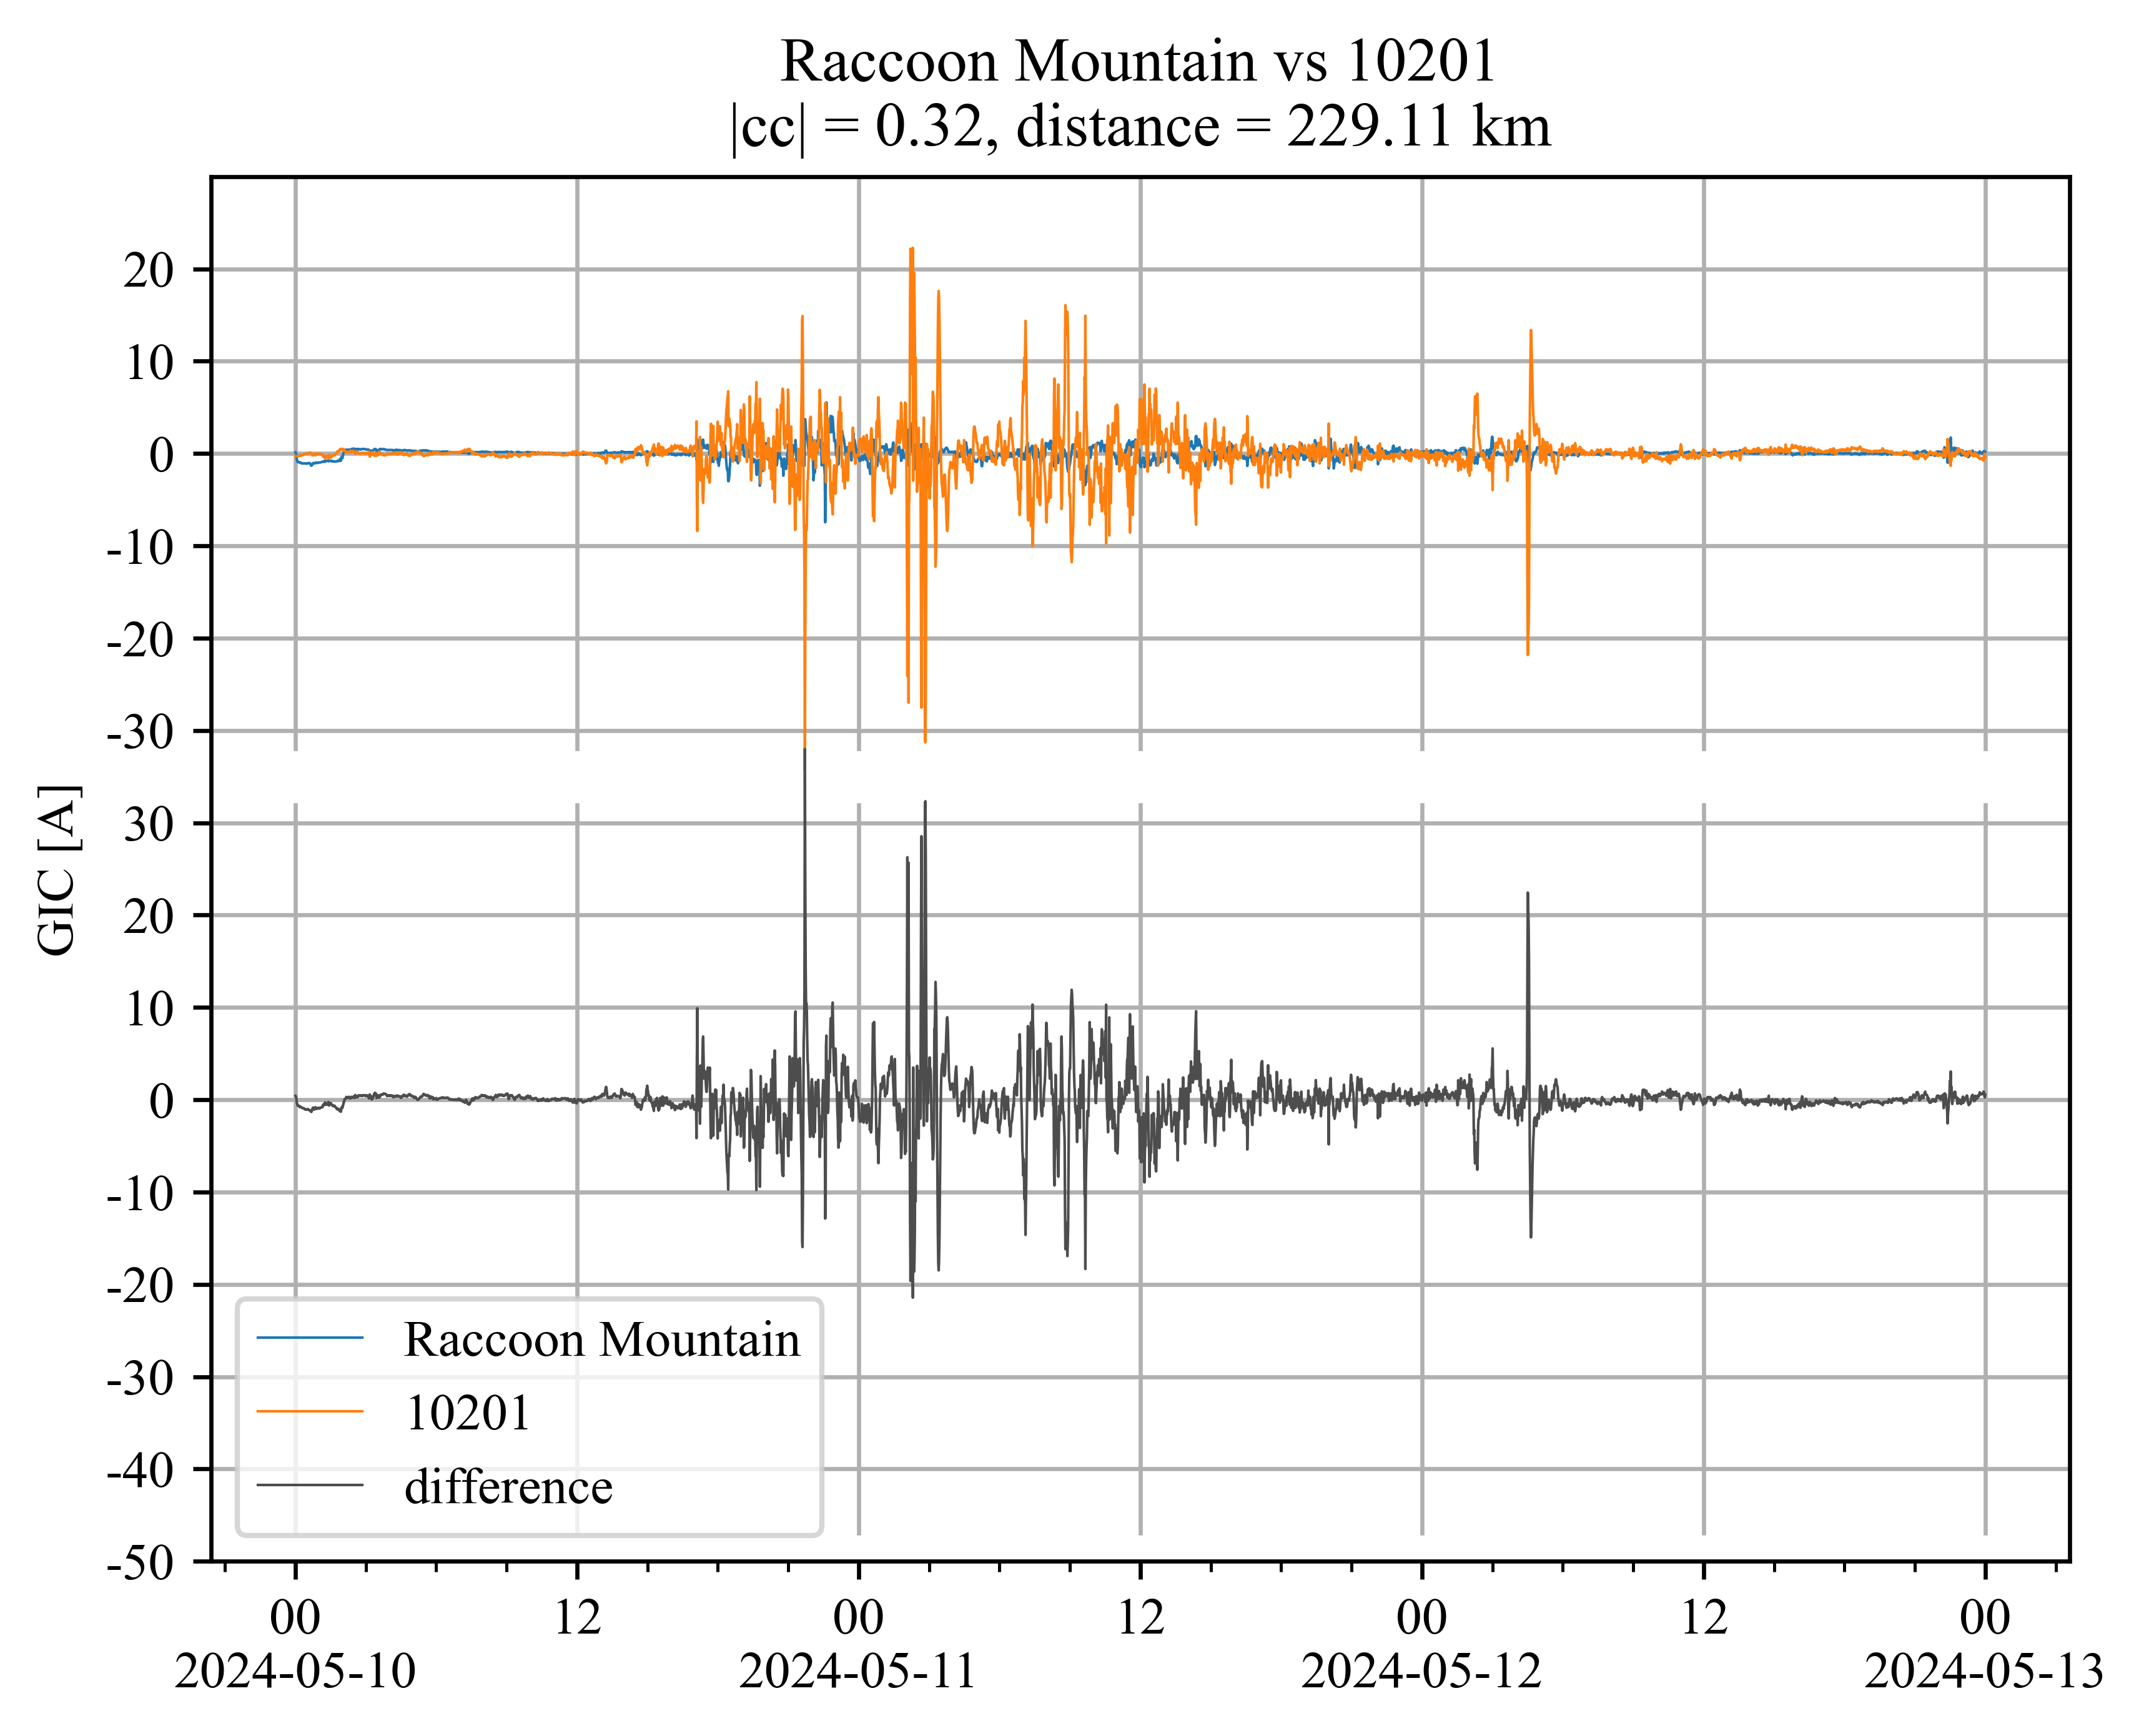 Raccoon Mountain vs 10201
|cc| = 0.32, distance = 229.11 km
20
10
0
-10
-20
-30
30
20
10
0
-10
-20
-30
-40
-50
GIC [A]
Raccoon Mountain
10201
difference
00 12 00 12 00 12 00
2024-05-10 2024-05-11 2024-05-12 2024-05-13